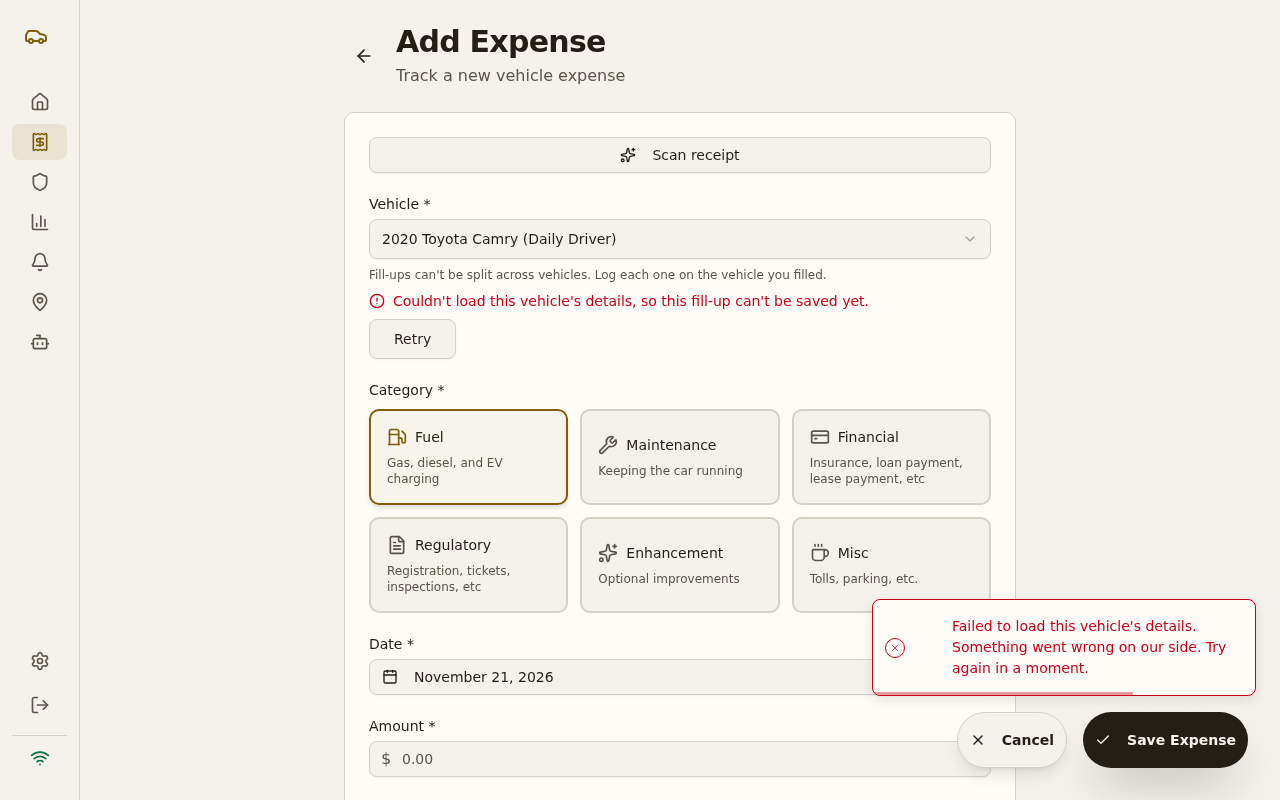 Add Expense
Track a new vehicle expense
Scan receipt
Vehicle *
2020 Toyota Camry (Daily Driver)
Fill-ups can't be split across vehicles. Log each one on the vehicle you filled.
Couldn't load this vehicle's details, so this fill-up can't be saved yet.
Retry
Category *
Fuel
Gas, diesel, and EV
charging
Maintenance
Keeping the car running
Financial
Insurance, loan payment,
lease payment, etc
Regulatory
Registration, tickets,
inspections, etc
Enhancement
Optional improvements
Misc
Tolls, parking, etc.
Failed to load this vehicle's details.
Something went wrong on our side. Try
again in a moment.
Date *
November 21, 2026
Amount *
$ 0.00
Cancel
Save Expense